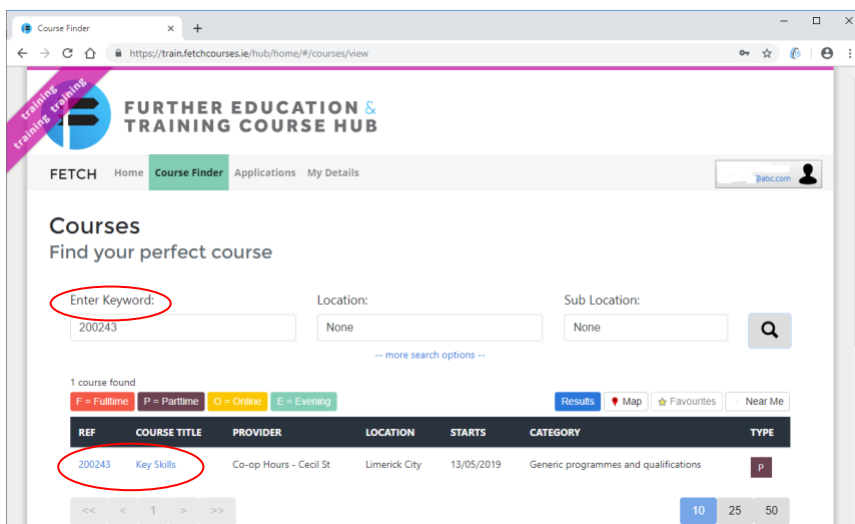 Course Finder
https://train.fetchcourses.ie/hub/home/#/courses/view
training training
training training
FURTHER EDUCATION &
TRAINING COURSE HUB
FETCH Home Course Finder Applications My Details
@abc.com
Courses
Find your perfect course
Enter Keyword: Location: Sub Location:
200243 None None
-- more search options --
1 course found
F = Fulltime P = Parttime O = Online E = Evening Results Map Favourites Near Me
REF COURSE TITLE PROVIDER LOCATION STARTS CATEGORY TYPE
200243 Key Skills Co-op Hours - Cecil St Limerick City 13/05/2019 Generic programmes and qualifications P
<< < 1 > >> 10 25 50